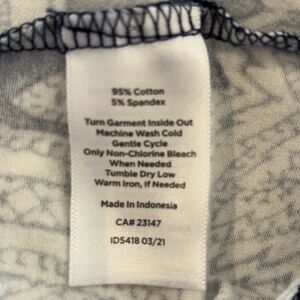 95% Cotton
5% Spandex
Turn Garment Inside Out
Machine Wash Cold
Gentle Cycle
Only Non-Chlorine Bleach
When Needed
Tumble Dry Low
Warm Iron, If Needed
Made In Indonesia
CA# 23147
ID5418 03/21